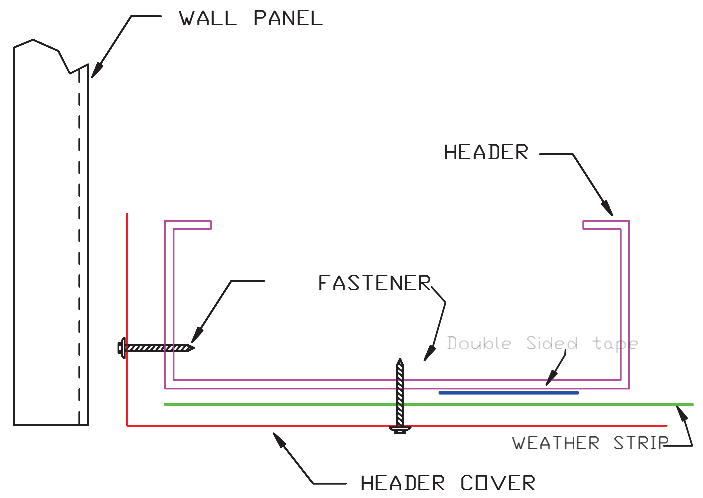 WALL PANEL
HEADER
FASTENER
Double Sided tape
WEATHER STRIP
HEADER COVER